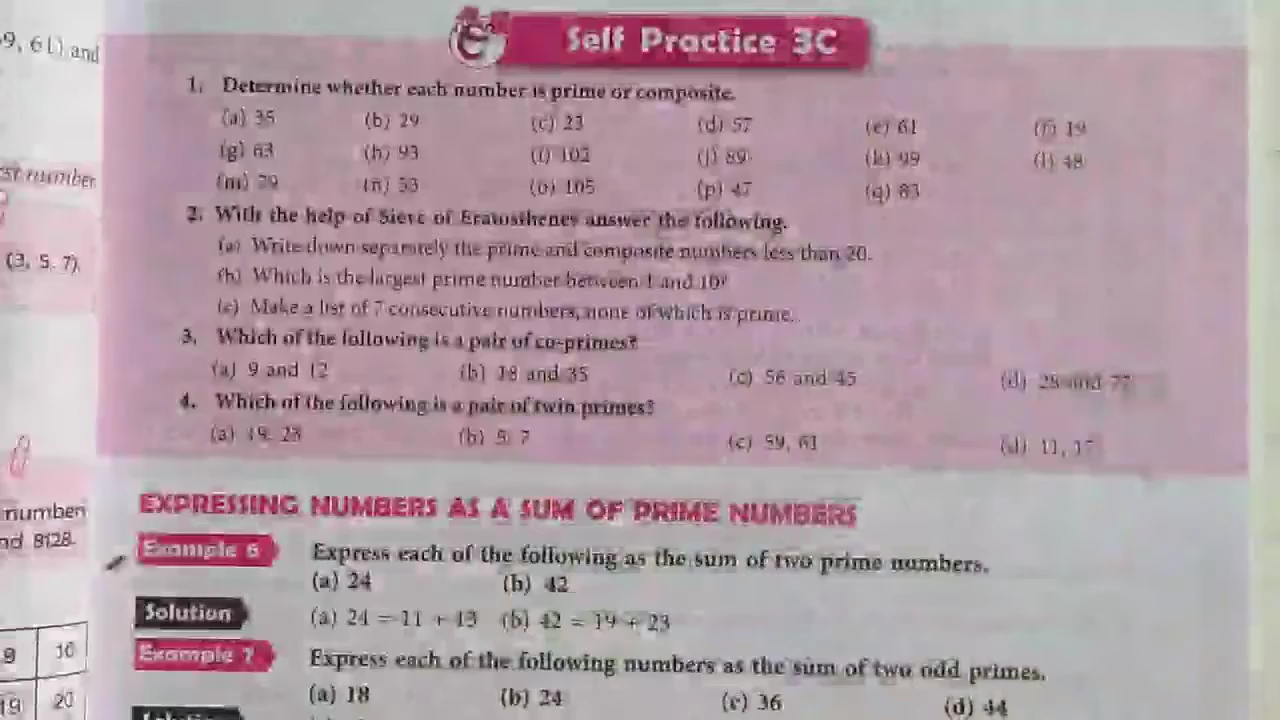 9, 61) and
Self Practice 3C
1. Determine whether each number is prime or composite.
(a) 35 (b) 29 (c) 23 (d) 57 (e) 61 (f) 19
(g) 63 (h) 93 (i) 102 (j) 89 (k) 99 (l) 48
(m) (n) 53 (o) 105 (p) 47 (q)
2. With the help of Sieve of Eratosthenes answer the following.
(a) Write down separately the prime and composite numbers less than 20.
(b) Which is the largest prime number between 1 and 10?
(c) Make a list of 7 consecutive numbers, none of which is prime.
3. Which of the following is a pair of co-primes?
(a) 9 and 12 (b) 18 and 35 (c) 56 and 45 (d) and
4. Which of the following is a pair of twin primes?
(a) 19, 23 (b) 5, 7 (c) 59, 61 (d) 11,
st number
(3, 5, 7).
number
nd 8128.
9 10
19 20
EXPRESSING NUMBERS AS A SUM OF PRIME NUMBERS
Example 6 Express each of the following as the sum of two prime numbers.
(a) 24 (b) 42
Solution (a) 24 = 11 + 13 (b) 42 = 19 + 23
Example 7 Express each of the following numbers as the sum of two odd primes.
(a) 18 (b) 24 (c) 36 (d) 44